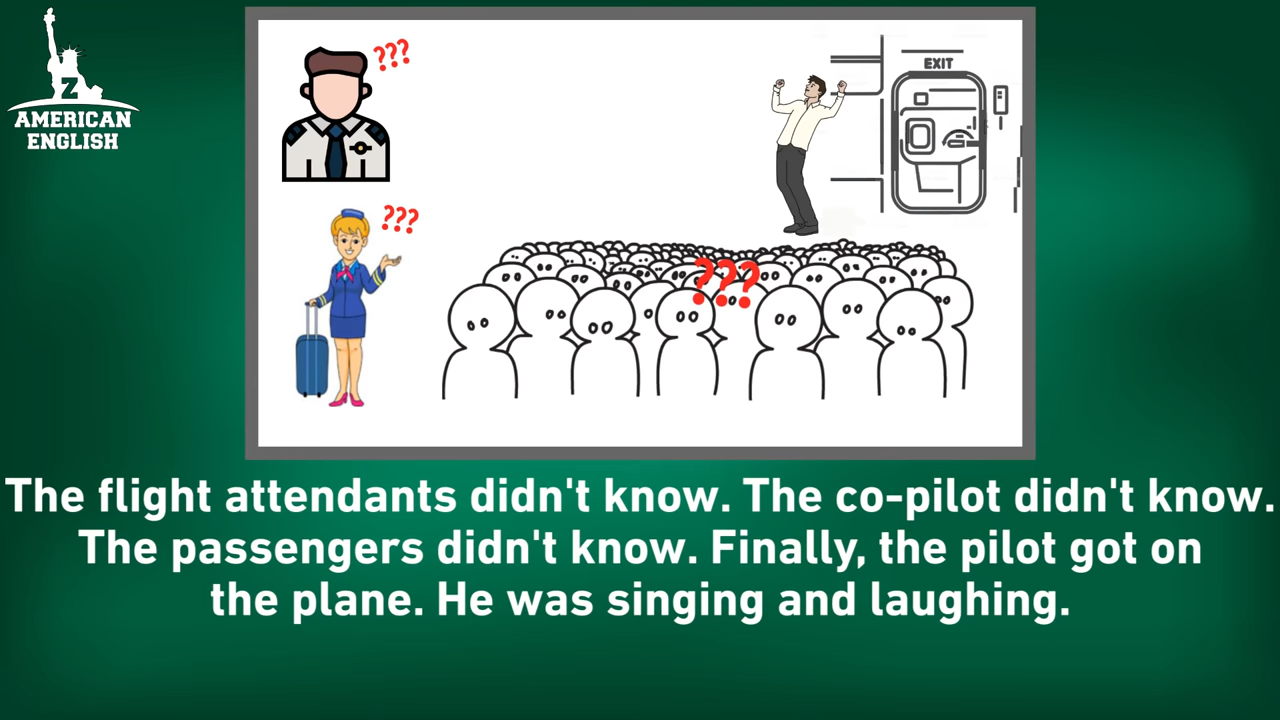 Z
AMERICAN
ENGLISH
???
EXIT
???
???
The flight attendants didn't know. The co-pilot didn't know.
The passengers didn't know. Finally, the pilot got on
the plane. He was singing and laughing.